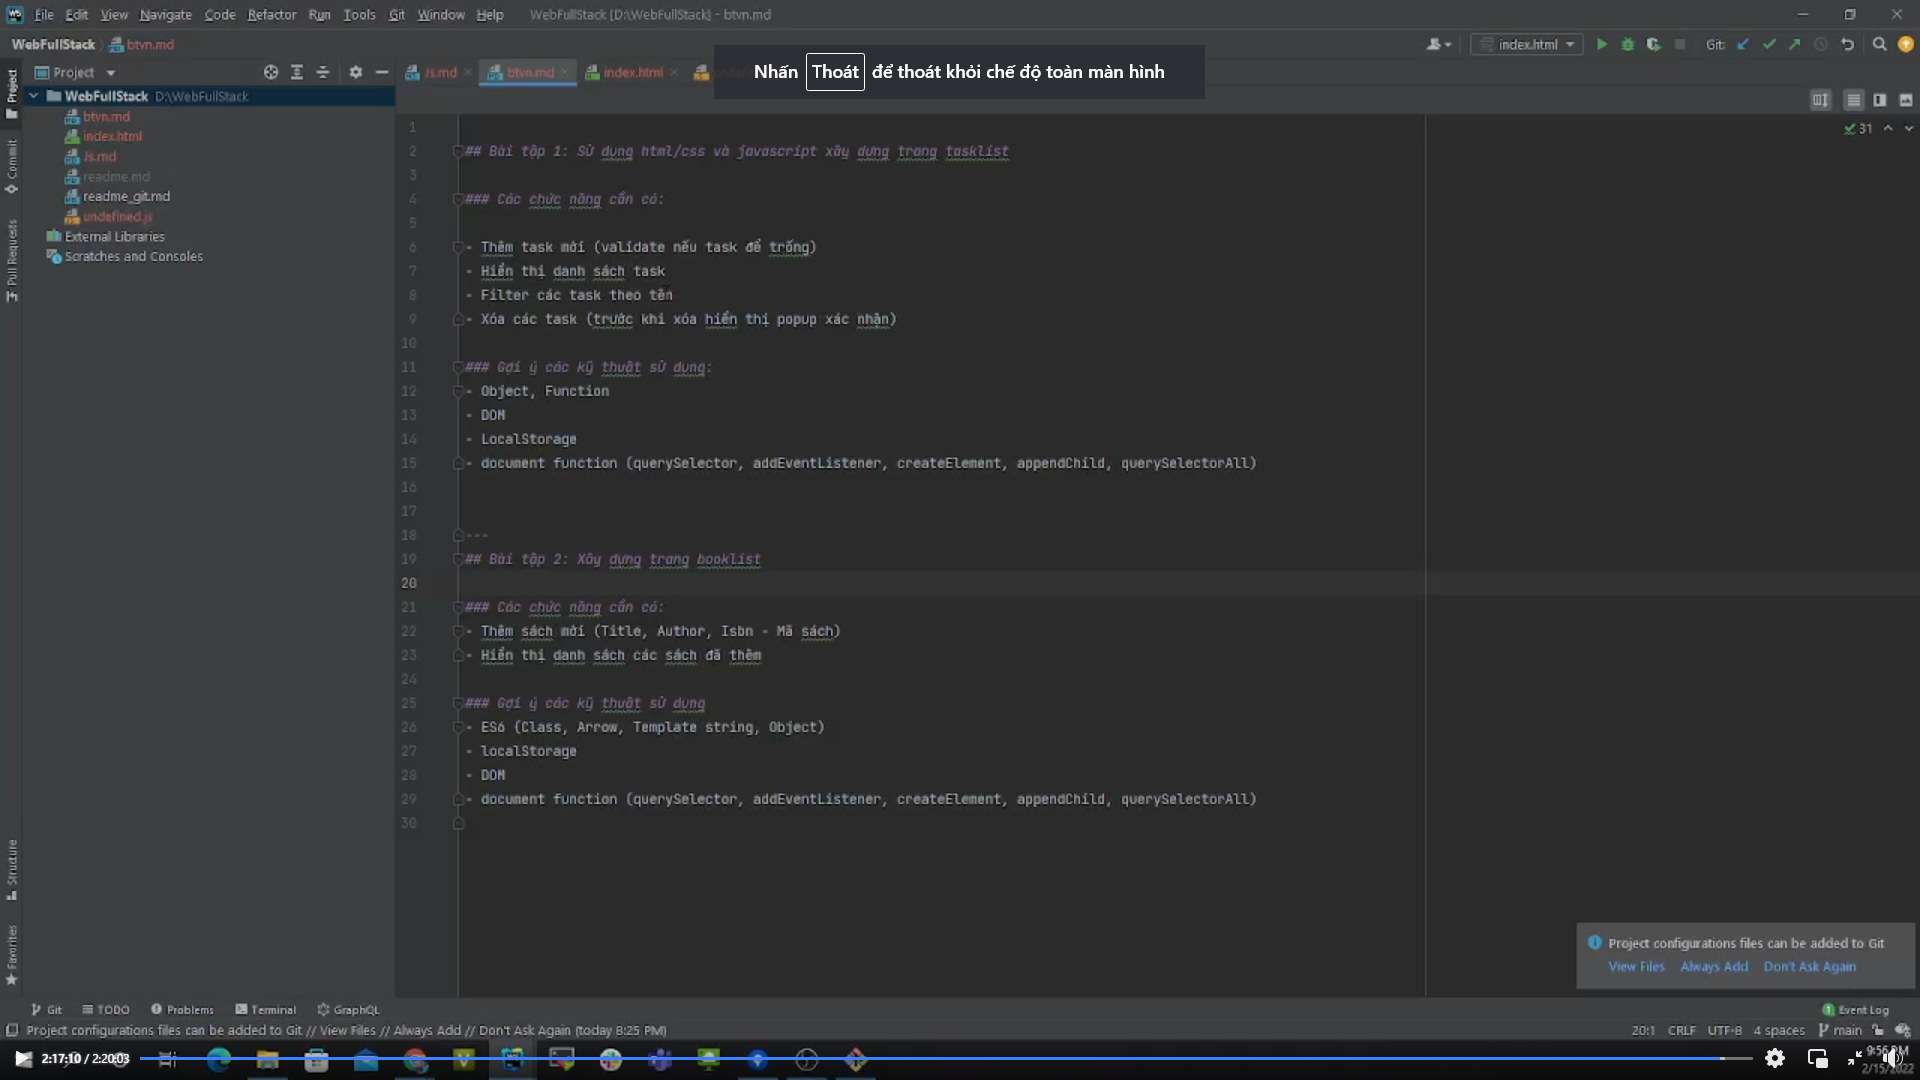 File Edit View Navigate Code Refactor Run Tools Git Window Help WebFullStack [D:\WebFullStack] - btvn.md
WebFullStack btvn.md
index.html Git:
Nhấn Thoát để thoát khỏi chế độ toàn màn hình
Project
Js.md btvn.md index.html
WebFullStack D:\WebFullStack
btvn.md
index.html
Js.md
readme.md
readme_git.md
undefined.js
External Libraries
Scratches and Consoles
Project
Commit
Pull Requests
Structure
Favorites
31
1
2 ## Bài tập 1: Sử dụng html/css và javascript xây dựng trang tasklist
3
4 ### Các chức năng cần có:
5
6 - Thêm task mới (validate nếu task để trống)
7 - Hiển thị danh sách task
8 - Filter các task theo tên
9 - Xóa các task (trước khi xóa hiển thị popup xác nhận)
10
11 ### Gợi ý các kỹ thuật sử dụng:
12 - Object, Function
13 - DOM
14 - LocalStorage
15 - document function (querySelector, addEventListener, createElement, appendChild, querySelectorAll)
16
17
18 ---
19 ## Bài tập 2: Xây dựng trang booklist
20
21 ### Các chức năng cần có:
22 - Thêm sách mới (Title, Author, Isbn - Mã sách)
23 - Hiển thị danh sách các sách đã thêm
24
25 ### Gợi ý các kỹ thuật sử dụng
26 - ES6 (Class, Arrow, Template string, Object)
27 - localStorage
28 - DOM
29 - document function (querySelector, addEventListener, createElement, appendChild, querySelectorAll)
30
Project configurations files can be added to Git
View Files Always Add Don't Ask Again
Git TODO Problems Terminal GraphQL
1 Event Log
Project configurations files can be added to Git // View Files // Always Add // Don't Ask Again (today 8:25 PM)
20:1 CRLF UTF-8 4 spaces main
2:17:10 / 2:20:03
9:56 PM
2/15/2022